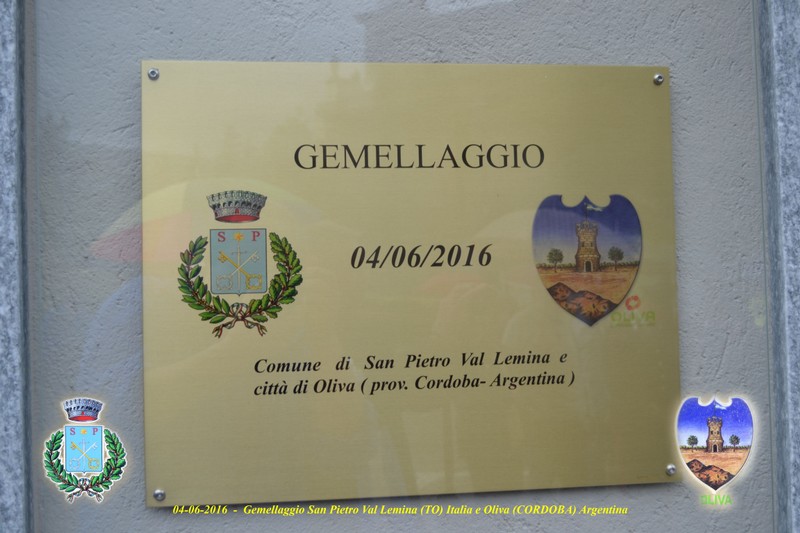 GEMELLAGGIO
S P
04/06/2016
OLIVA
Comune di San Pietro Val Lemina e
città di Oliva ( prov. Cordoba- Argentina )
S P
OLIVA
04-06-2016 - Gemellaggio San Pietro Val Lemina (TO) Italia e Oliva (CORDOBA) Argentina